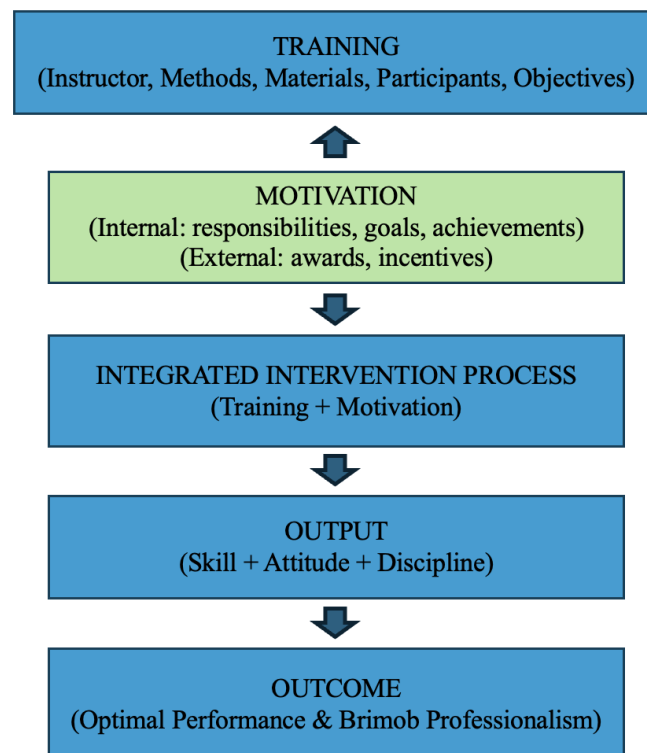 TRAINING
(Instructor, Methods, Materials, Participants, Objectives)
MOTIVATION
(Internal: responsibilities, goals, achievements)
(External: awards, incentives)
INTEGRATED INTERVENTION PROCESS
(Training + Motivation)
OUTPUT
(Skill + Attitude + Discipline)
OUTCOME
(Optimal Performance & Brimob Professionalism)